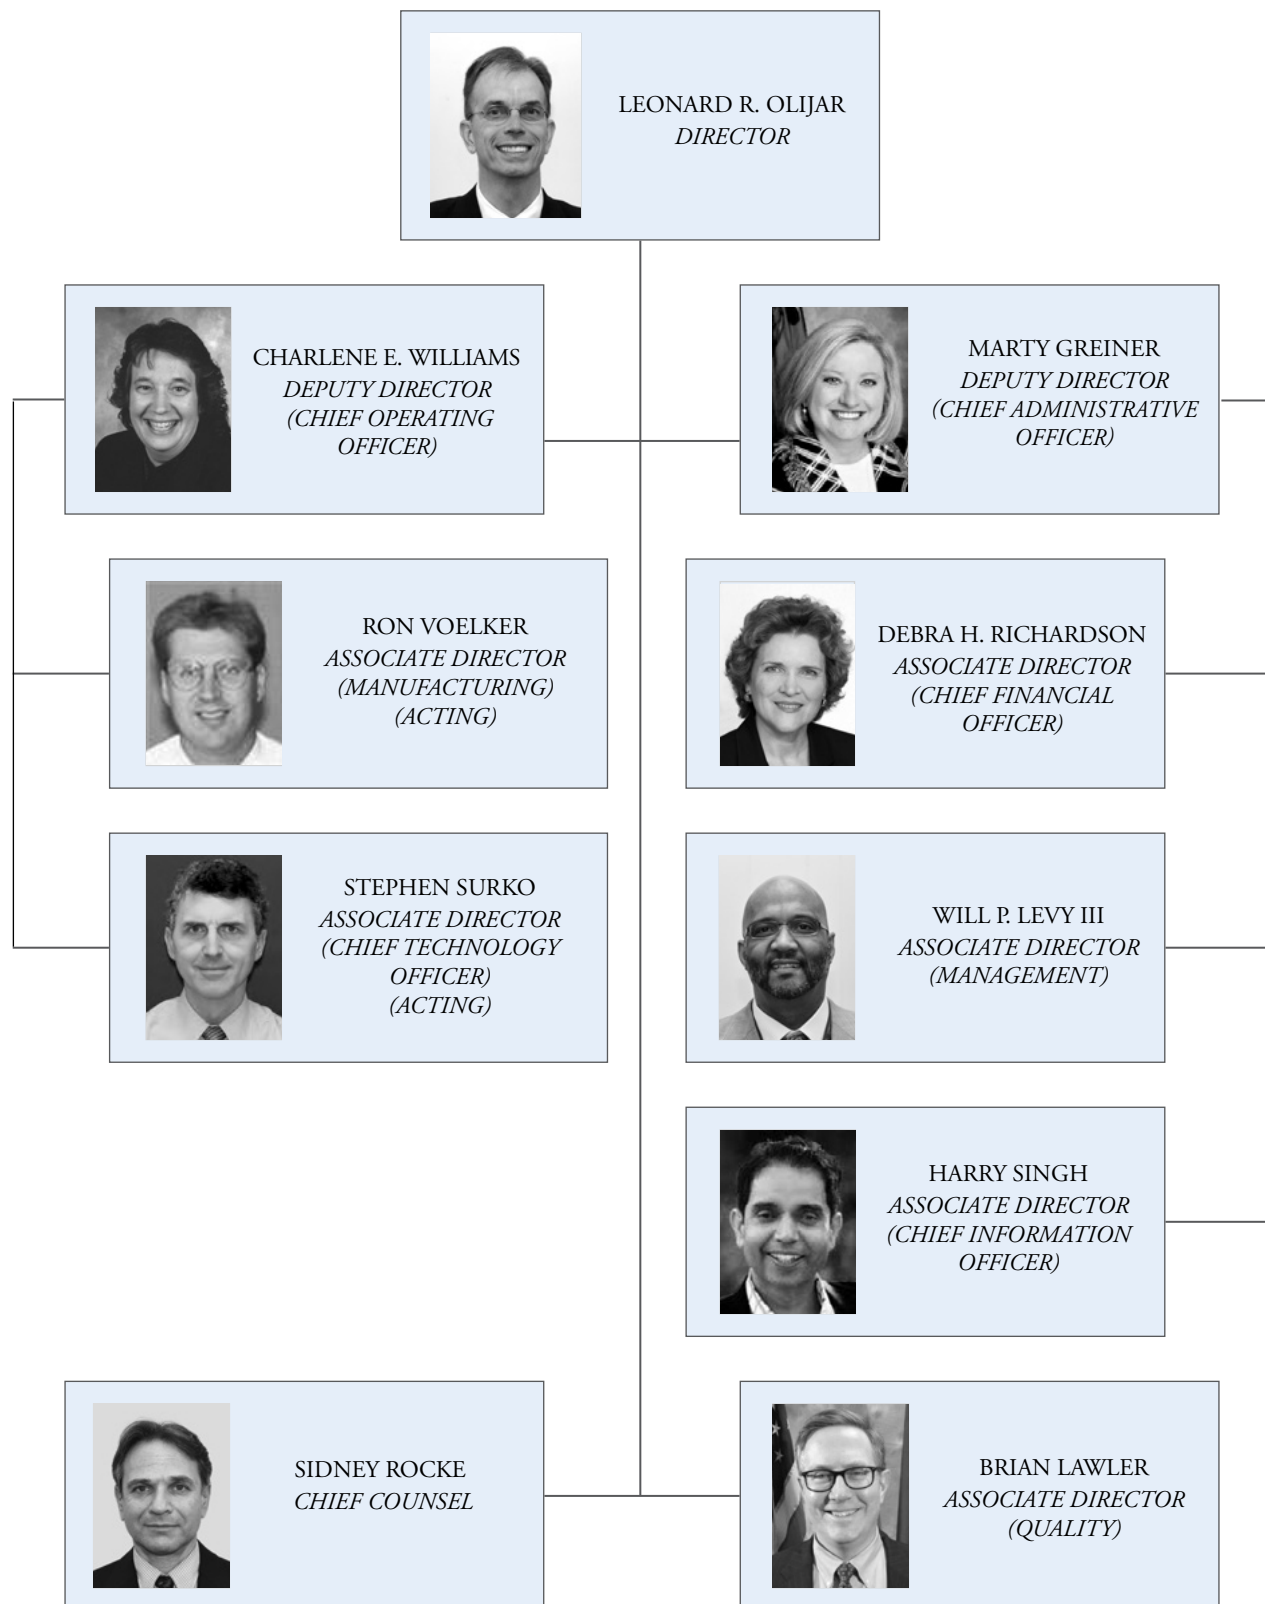 LEONARD R. OLIJAR
DIRECTOR
CHARLENE E. WILLIAMS
DEPUTY DIRECTOR
(CHIEF OPERATING
OFFICER)
MARTY GREINER
DEPUTY DIRECTOR
(CHIEF ADMINISTRATIVE
OFFICER)
RON VOELKER
ASSOCIATE DIRECTOR
(MANUFACTURING)
(ACTING)
DEBRA H. RICHARDSON
ASSOCIATE DIRECTOR
(CHIEF FINANCIAL
OFFICER)
STEPHEN SURKO
ASSOCIATE DIRECTOR
(CHIEF TECHNOLOGY
OFFICER)
(ACTING)
WILL P. LEVY III
ASSOCIATE DIRECTOR
(MANAGEMENT)
HARRY SINGH
ASSOCIATE DIRECTOR
(CHIEF INFORMATION
OFFICER)
SIDNEY ROCKE
CHIEF COUNSEL
BRIAN LAWLER
ASSOCIATE DIRECTOR
(QUALITY)